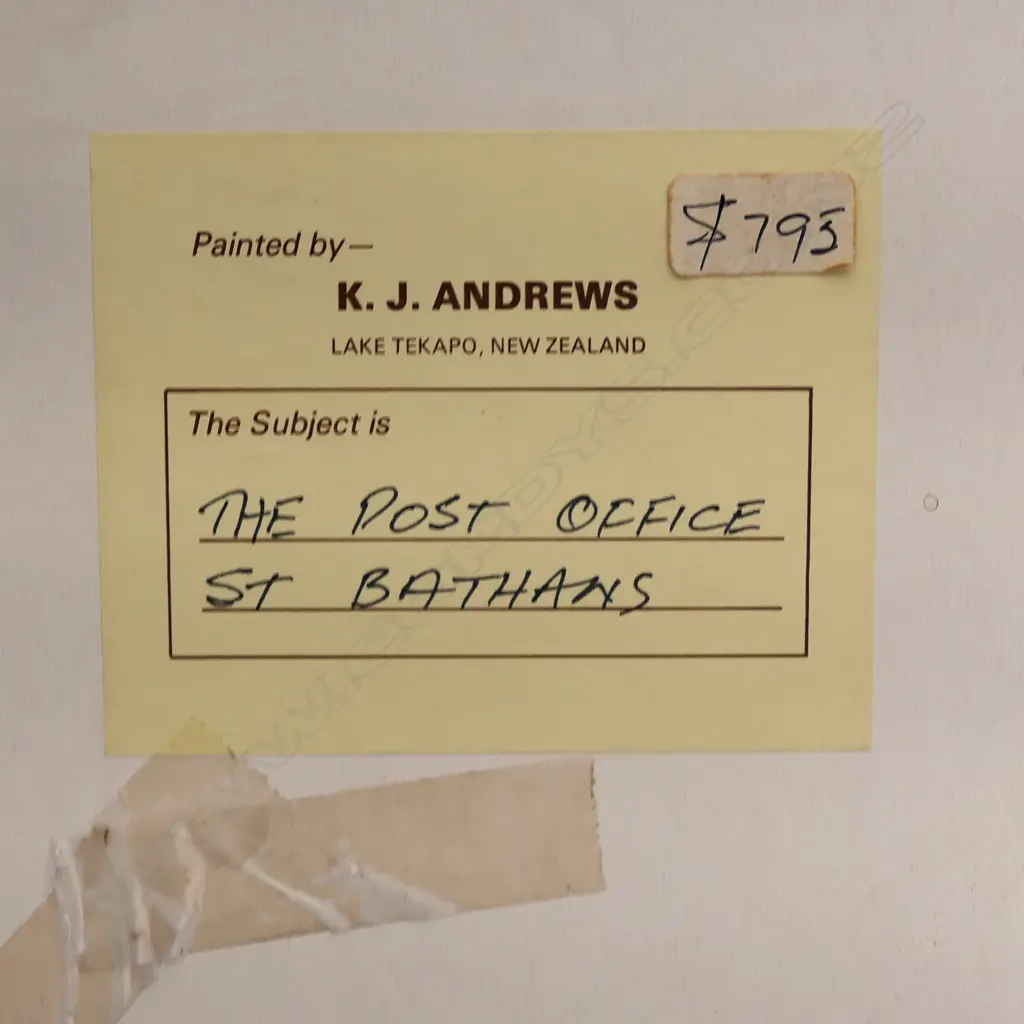 $795
Painted by—
K. J. ANDREWS
LAKE TEKAPO, NEW ZEALAND
The Subject is
THE POST OFFICE
ST BATHANS